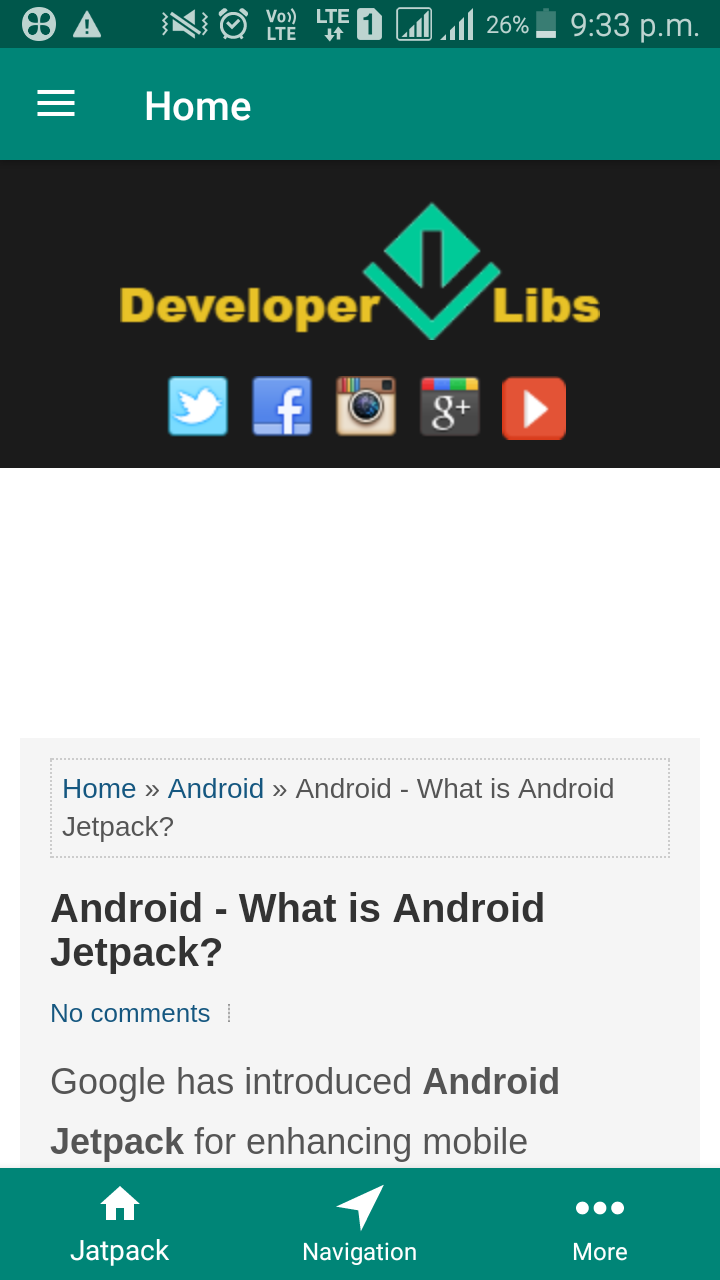 Vo)) LTE LTE 1 26% 9:33 p.m.
Home
Developer Libs
g+
Home » Android » Android - What is Android
Jetpack?
Android - What is Android
Jetpack?
No comments
Google has introduced Android
Jetpack for enhancing mobile
Jatpack Navigation More